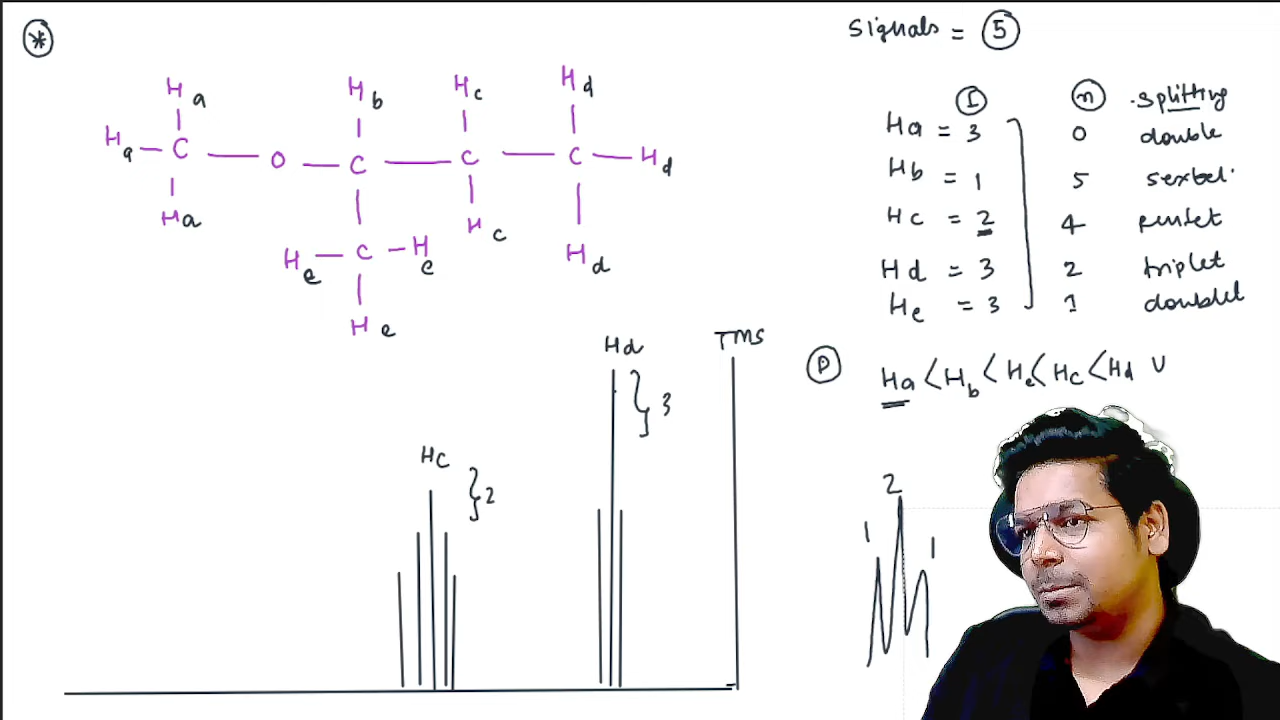 *
Signals = 5
Ha Hb Hc Hd
Ha – C — O — C — C — C – Hd
Ha Hc Hd
He – C – He
He
I n splitting
Ha = 3 0 double
Hb = 1 5
Hc = 2 4
Hd = 3 2 triplet
He = 3 1 doublet
P Ha < Hb < He < Hc < Hd
Hd TMS
3
Hc
2
2
1 1